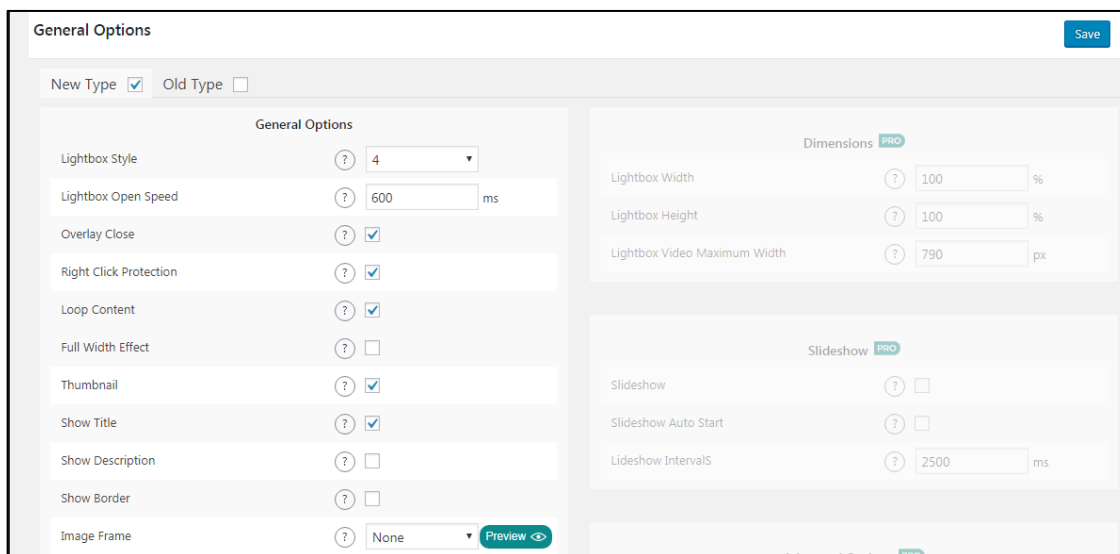 General Options
Save
New Type
Old Type
General Options
Lightbox Style ? 4
Lightbox Open Speed ? 600 ms
Overlay Close ?
Right Click Protection ?
Loop Content ?
Full Width Effect ?
Thumbnail ?
Show Title ?
Show Description ?
Show Border ?
Image Frame ? None Preview
Dimensions PRO
Lightbox Width ? 100 %
Lightbox Height ? 100 %
Lightbox Video Maximum Width ? 790 px
Slideshow PRO
Slideshow ?
Slideshow Auto Start ?
Lideshow IntervalS ? 2500 ms